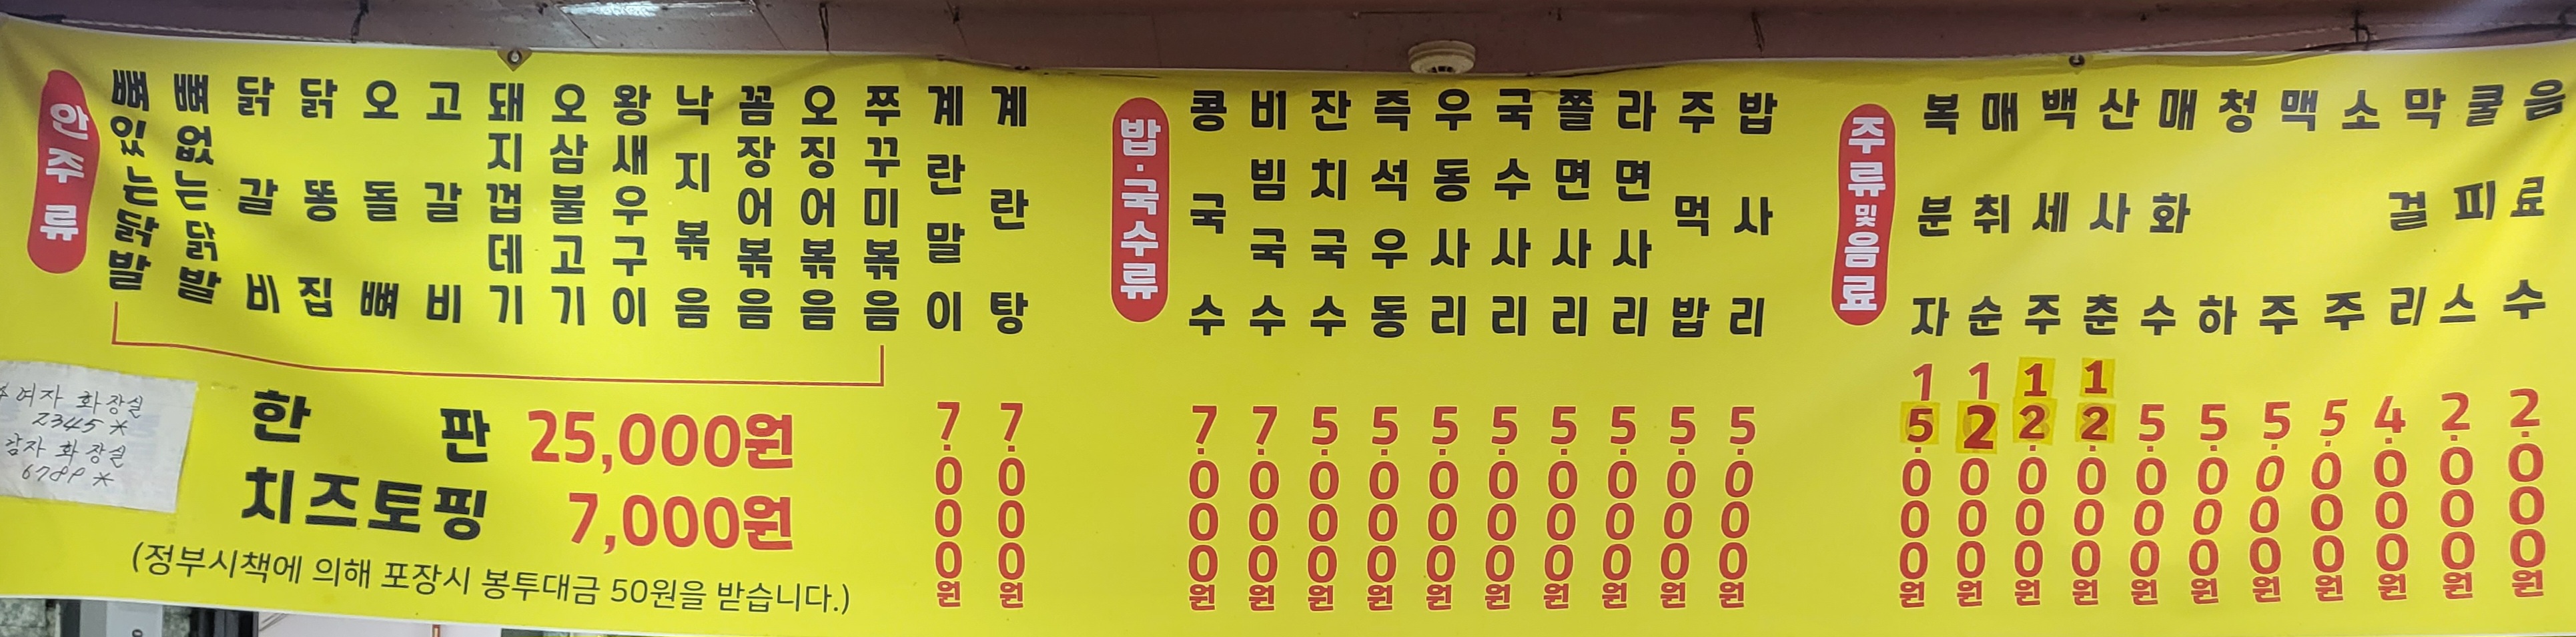 안주류
뼈있는닭발
뼈없는닭발
닭갈비
닭똥집
오돌뼈
고갈비
돼지껍데기
오삼불고기
왕새우구이
낙지볶음
꼼장어볶음
오징어볶음
쭈꾸미볶음
한판 25,000원
치즈토핑 7,000원
(정부시책에 의해 포장시 봉투대금 50원을 받습니다.)
계란말이 7.000원
계란탕 7.000원
여자 화장실
2345*
남자 화장실
밥·국수류
콩국수 7.000원
비빔국수 7.000원
잔치국수 5.000원
즉석우동 5.000원
우동사리 5.000원
국수사리 5.000원
쫄면사리 5.000원
라면사리 5.000원
주먹밥 5.000원
밥사리 5.000원
주류및음료
복분자 15.000원
매취순 12.000원
백세주 12.000원
산사춘 12.000원
매화수 5.000원
청하 5.000원
맥주 5.000원
소주 5.000원
막걸리 4.000원
쿨피스 2.000원
음료수 2.000원